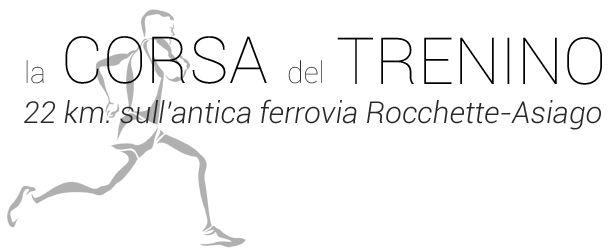 la CORSA del TRENINO
22 km. sull'antica ferrovia Rocchette-Asiago